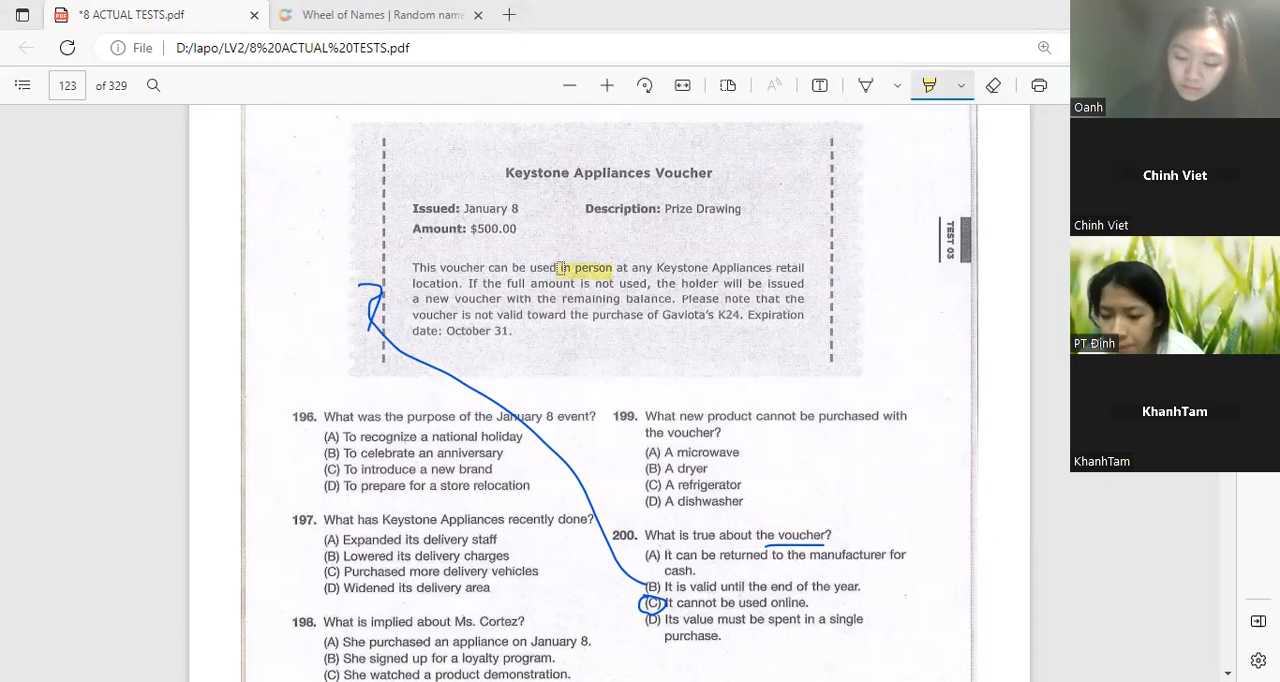 *8 ACTUAL TESTS.pdf
Wheel of Names | Random name
File
D:/lapo/LV2/8%20ACTUAL%20TESTS.pdf
123 of 329
Keystone Appliances Voucher
Issued: January 8 Description: Prize Drawing
Amount: $500.00
This voucher can be used in person at any Keystone Appliances retail
location. If the full amount is not used, the holder will be issued
a new voucher with the remaining balance. Please note that the
voucher is not valid toward the purchase of Gaviota's K24. Expiration
date: October 31.
TEST 03
196. What was the purpose of the January 8 event?
(A) To recognize a national holiday
(B) To celebrate an anniversary
(C) To introduce a new brand
(D) To prepare for a store relocation
197. What has Keystone Appliances recently done?
(A) Expanded its delivery staff
(B) Lowered its delivery charges
(C) Purchased more delivery vehicles
(D) Widened its delivery area
198. What is implied about Ms. Cortez?
(A) She purchased an appliance on January 8.
(B) She signed up for a loyalty program.
(C) She watched a product demonstration.
199. What new product cannot be purchased with
the voucher?
(A) A microwave
(B) A dryer
(C) A refrigerator
(D) A dishwasher
200. What is true about the voucher?
(A) It can be returned to the manufacturer for
cash.
(B) It is valid until the end of the year.
(C) It cannot be used online.
(D) Its value must be spent in a single
purchase.
Oanh
Chinh Viet
Chinh Viet
PT Định
KhanhTam
KhanhTam